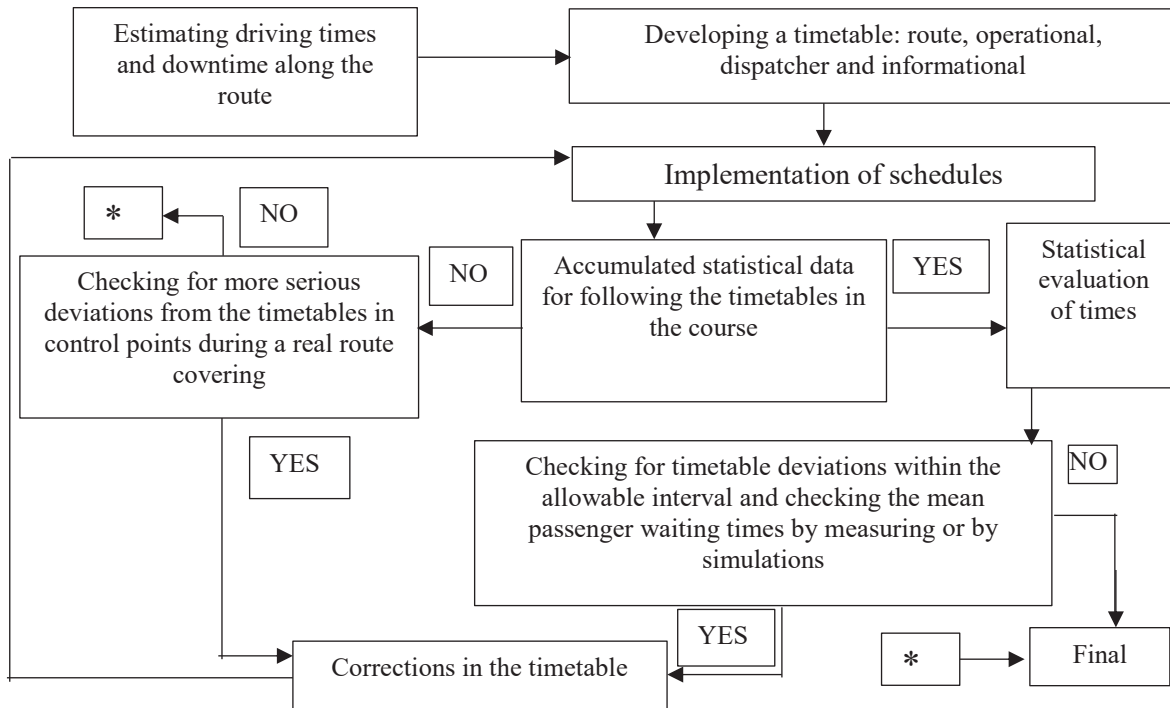 Estimating driving times
and downtime along the
route
Developing a timetable: route, operational,
dispatcher and informational
Implementation of schedules
*
NO
Checking for more serious
deviations from the timetables in
control points during a real route
covering
NO
Accumulated statistical data
for following the timetables in
the course
YES
Statistical
evaluation
of times
YES
Checking for timetable deviations within the
allowable interval and checking the mean
passenger waiting times by measuring or by
simulations
NO
YES
Corrections in the timetable
*
Final